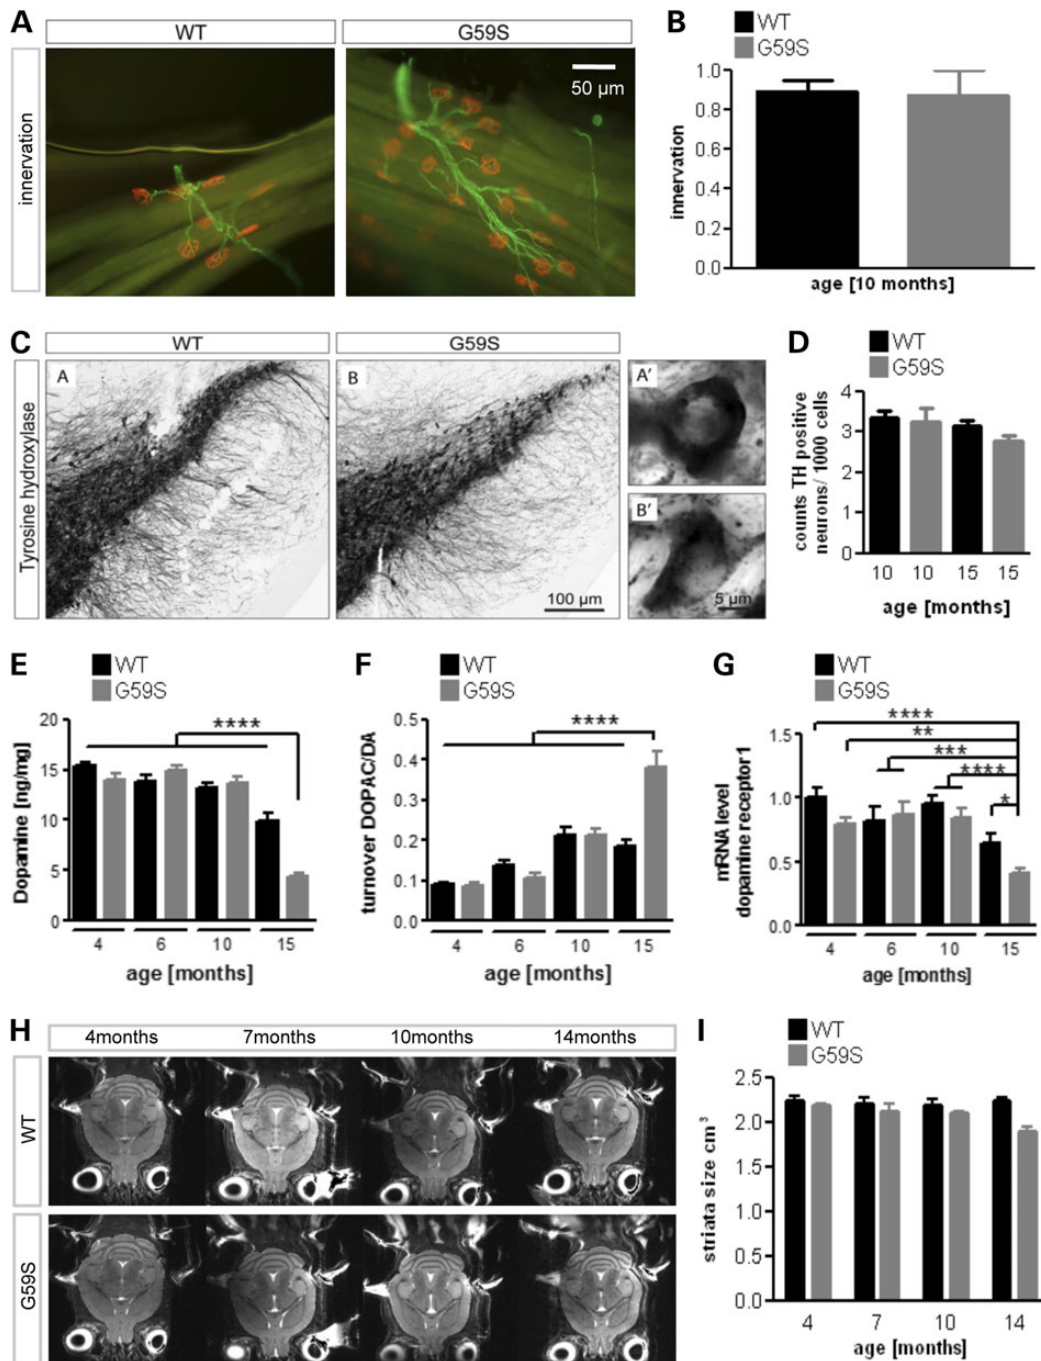 A
WT
G59S
innervation
50 µm
B
WT
G59S
1.0
0.8
0.6
0.4
0.2
0.0
innervation
age [10 months]
C
WT
G59S
Tyrosine hydroxylase
A
B
100 µm
A'
B'
5 µm
D
WT
G59S
4
3
2
1
0
counts TH positive
neurons/ 1000 cells
10 10 15 15
age [months]
E
WT
G59S
****
20
15
10
5
0
Dopamine [ng/mg]
4 6 10 15
age [months]
F
WT
G59S
****
0.5
0.4
0.3
0.2
0.1
0.0
turnover DOPAC/DA
4 6 10 15
age [months]
G
WT
G59S
****
**
***
****
*
1.5
1.0
0.5
0.0
mRNA level
dopamine receptor1
4 6 10 15
age [months]
H
4months 7months 10months 14months
WT
G59S
I
WT
G59S
2.5
2.0
1.5
1.0
0.5
0.0
striata size cm³
4 7 10 14
age [months]